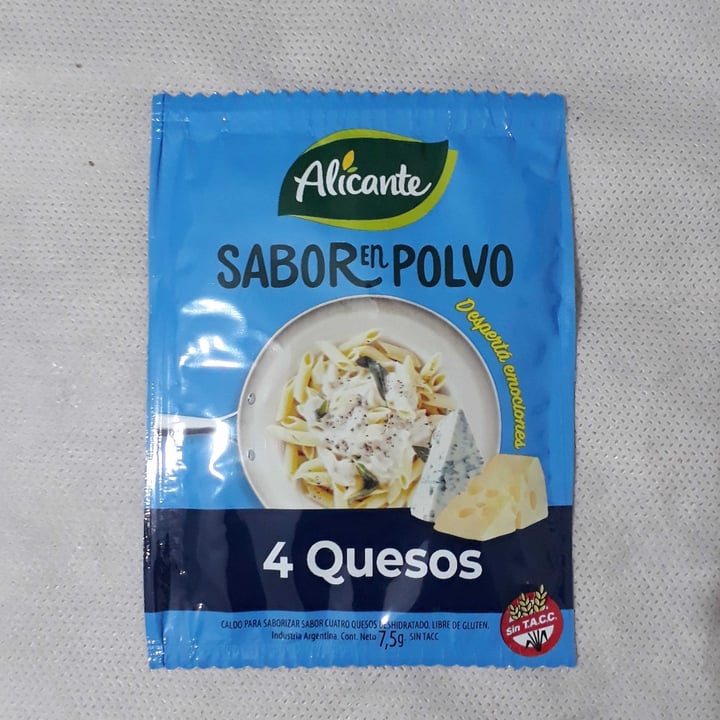 Alicante
SABOR EN POLVO
Despertá emociones
4 Quesos
CALDO PARA SABORIZAR SABOR CUATRO QUESOS DESHIDRATADO. LIBRE DE GLUTEN.
Industria Argentina. Cont. Neto 7,5g. SIN TACC
Sin T.A.C.C.